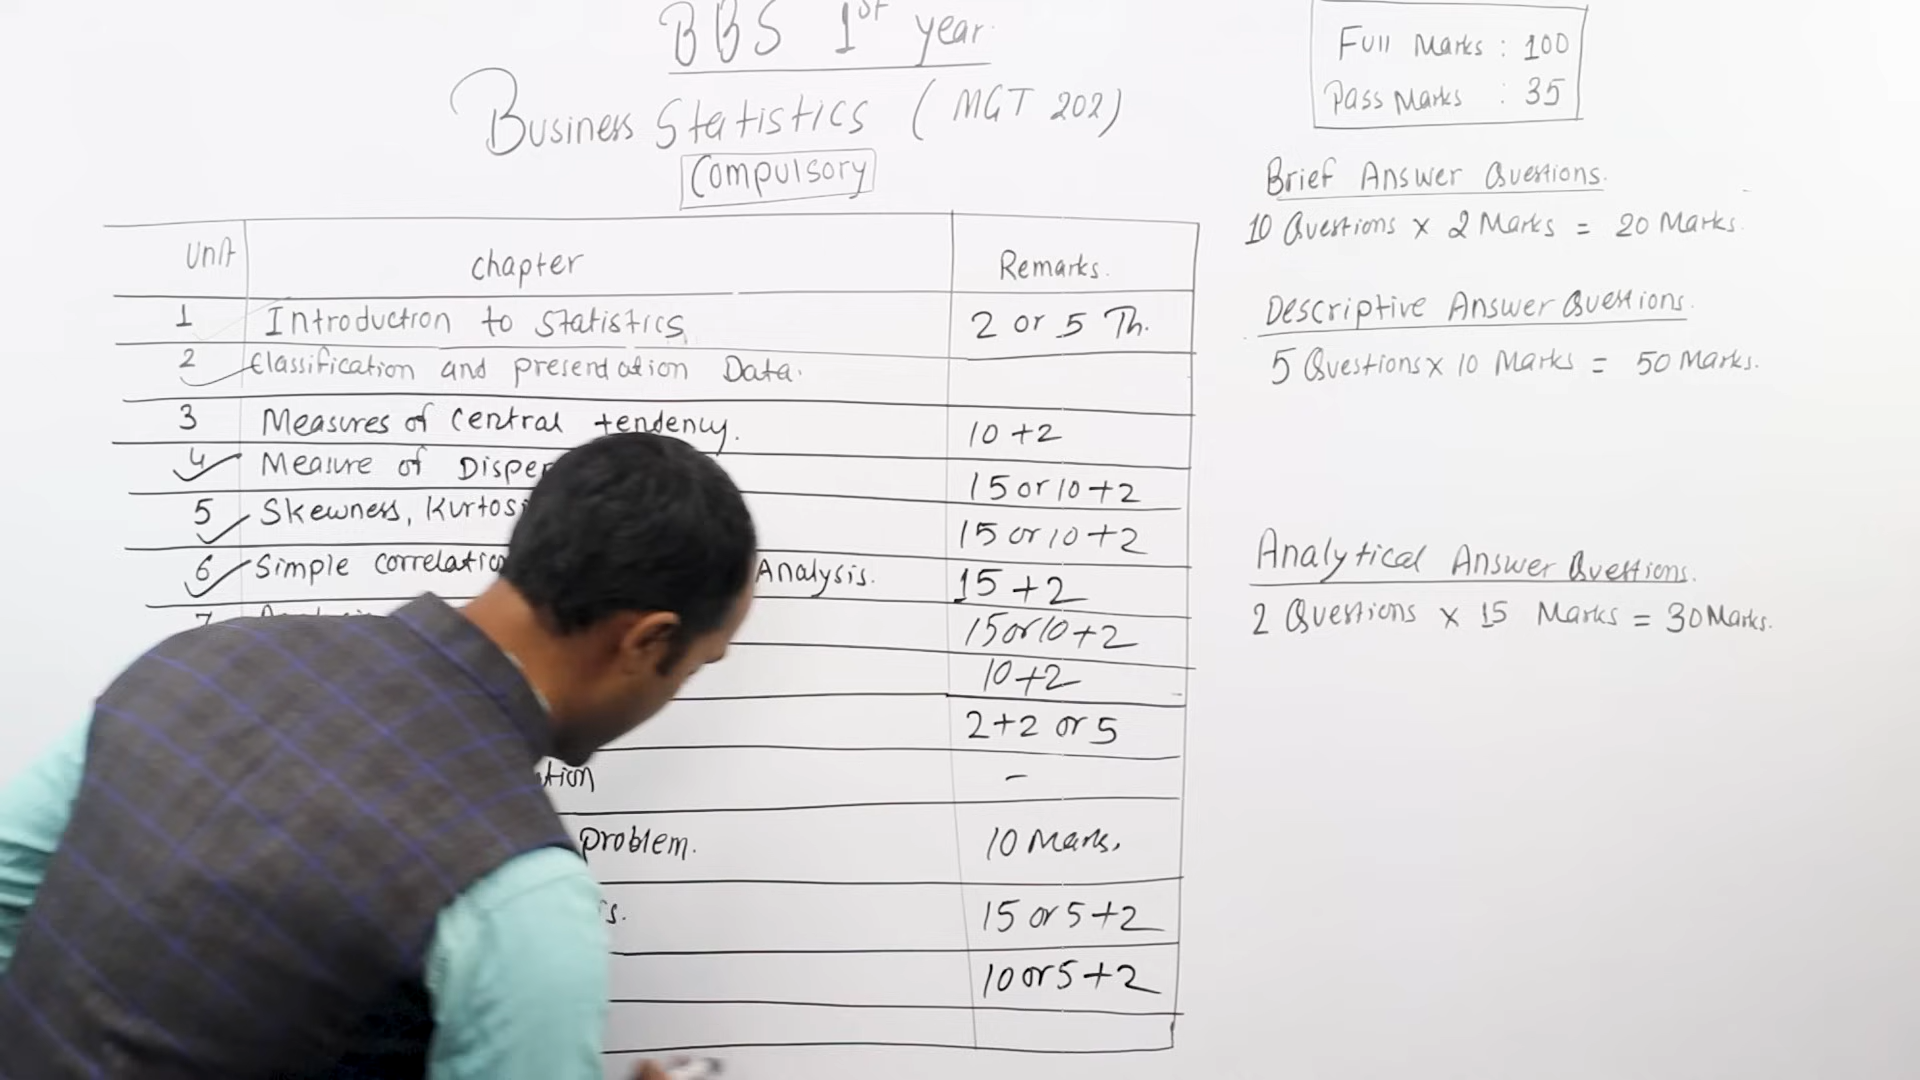 BBS 1st year.
Business Statistics (MGT 202)
Compulsory
Full Marks : 100
Pass Marks : 35
Unit chapter Remarks.
1 Introduction to Statistics 2 or 5 Th.
2 Classification and presentation Data.
3 Measures of central tendency. 10+2
4 Measure of 15 or 10+2
5 Skewness, 15 or 10+2
6 Simple Analysis. 15+2
7 15 or 10+2
10+2
2+2 or 5
-
problem. 10 Marks.
15 or 5+2
10 or 5+2
Brief Answer Questions.
10 Questions x 2 Marks = 20 Marks.
Descriptive Answer Questions.
5 Questions x 10 Marks = 50 Marks.
Analytical Answer Questions.
2 Questions x 15 Marks = 30 Marks.